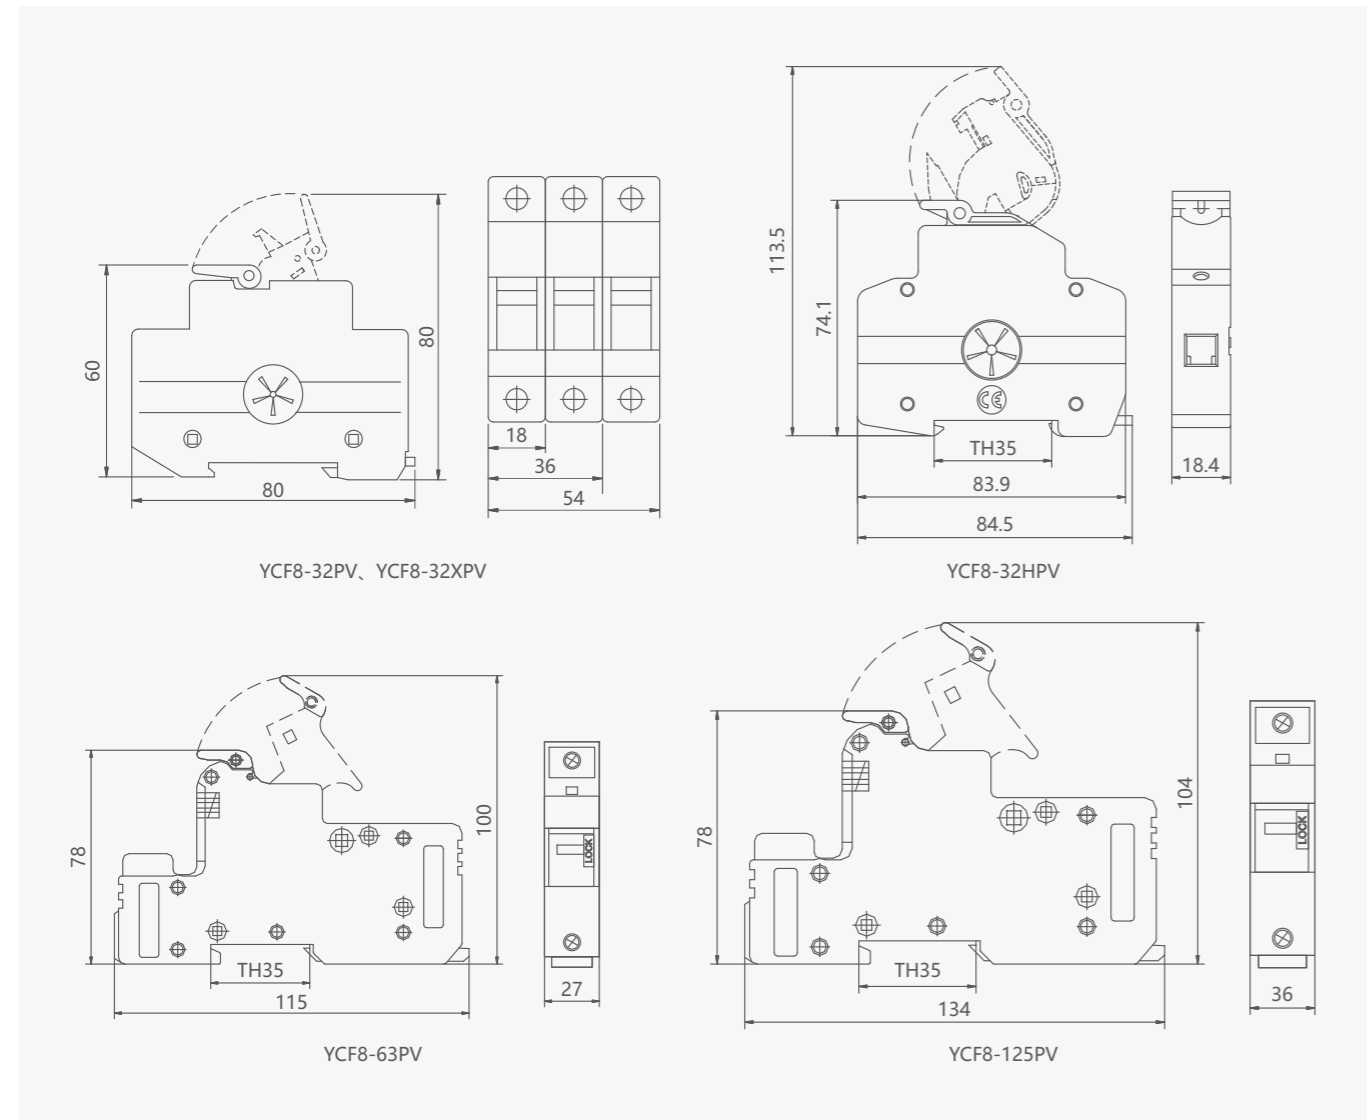 113.5
74.1
TH35
83.9
84.5
18.4
YCF8-32HPV
60
80
80
18
36
54
YCF8-32PV、YCF8-32XPV
CE
78
100
TH35
115
LOCK
27
YCF8-63PV
78
104
TH35
134
LOCK
36
YCF8-125PV